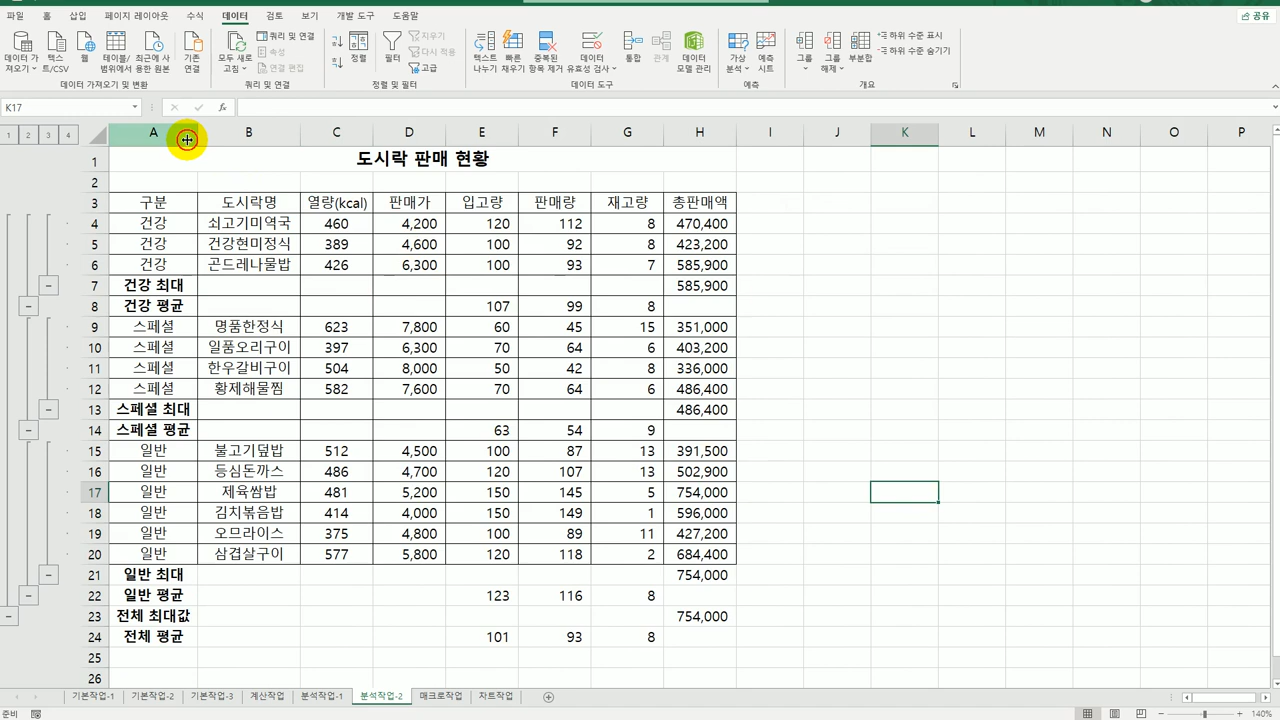 파일 홈 삽입 페이지 레이아웃 수식 데이터 검토 보기 개발 도구 도움말 공유
데이터 가져오기 텍스트/CSV 웹 테이블/범위에서 최근에 사용한 원본 기존 연결
데이터 가져오기 및 변환
모두 새로 고침 쿼리 및 연결 속성 연결 편집
쿼리 및 연결
정렬 필터 지우기 다시 적용 고급
정렬 및 필터
텍스트 나누기 빠른 채우기 중복된 항목 제거 데이터 유효성 검사 통합 관계 데이터 모델 관리
데이터 도구
가상 분석 예측 시트
예측
그룹 그룹 해제 부분합 하위 수준 표시 하위 수준 숨기기
개요
K17 fx
1 2 3 4 A B C D E F G H I J K L M N O P
1 도시락 판매 현황
2
3 구분 도시락명 열량(kcal) 판매가 입고량 판매량 재고량 총판매액
4 건강 쇠고기미역국 460 4,200 120 112 8 470,400
5 건강 건강현미정식 389 4,600 100 92 8 423,200
6 건강 곤드레나물밥 426 6,300 100 93 7 585,900
7 건강 최대 585,900
8 건강 평균 107 99 8
9 스페셜 명품한정식 623 7,800 60 45 15 351,000
10 스페셜 일품오리구이 397 6,300 70 64 6 403,200
11 스페셜 한우갈비구이 504 8,000 50 42 8 336,000
12 스페셜 황제해물찜 582 7,600 70 64 6 486,400
13 스페셜 최대 486,400
14 스페셜 평균 63 54 9
15 일반 불고기덮밥 512 4,500 100 87 13 391,500
16 일반 등심돈까스 486 4,700 120 107 13 502,900
17 일반 제육쌈밥 481 5,200 150 145 5 754,000
18 일반 김치볶음밥 414 4,000 150 149 1 596,000
19 일반 오므라이스 375 4,800 100 89 11 427,200
20 일반 삼겹살구이 577 5,800 120 118 2 684,400
21 일반 최대 754,000
22 일반 평균 123 116 8
23 전체 최대값 754,000
24 전체 평균 101 93 8
25
26
기본작업-1 기본작업-2 기본작업-3 계산작업 분석작업-1 분석작업-2 매크로작업 차트작업
준비 140%